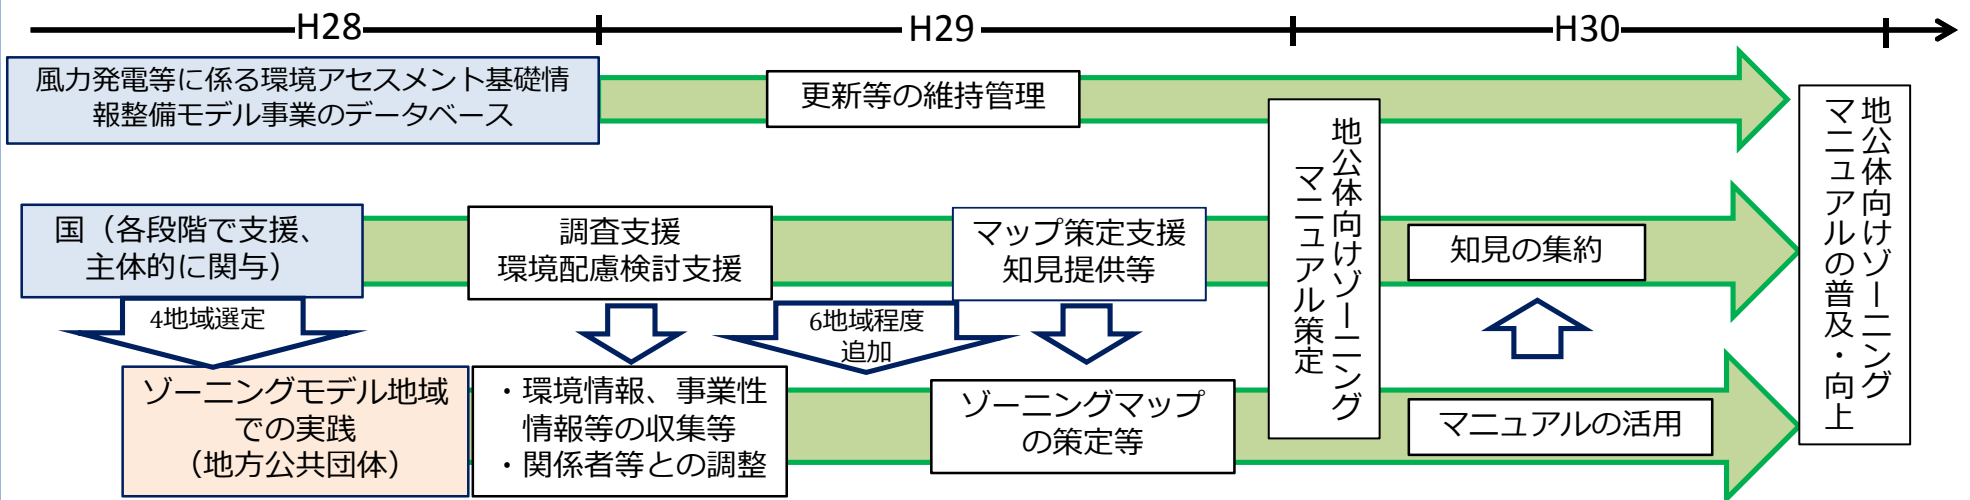 H28
H29
H30
風力発電等に係る環境アセスメント基礎情
報整備モデル事業のデータベース
更新等の維持管理
国（各段階で支援、
主体的に関与）
調査支援
環境配慮検討支援
マップ策定支援
知見提供等
地公体向けゾーニング
マニュアル策定
知見の集約
地公体向けゾーニング
マニュアルの普及・向上
4地域選定
6地域程度
追加
ゾーニングモデル地域
での実践
（地方公共団体）
・環境情報、事業性
情報等の収集等
・関係者等との調整
ゾーニングマップ
の策定等
マニュアルの活用